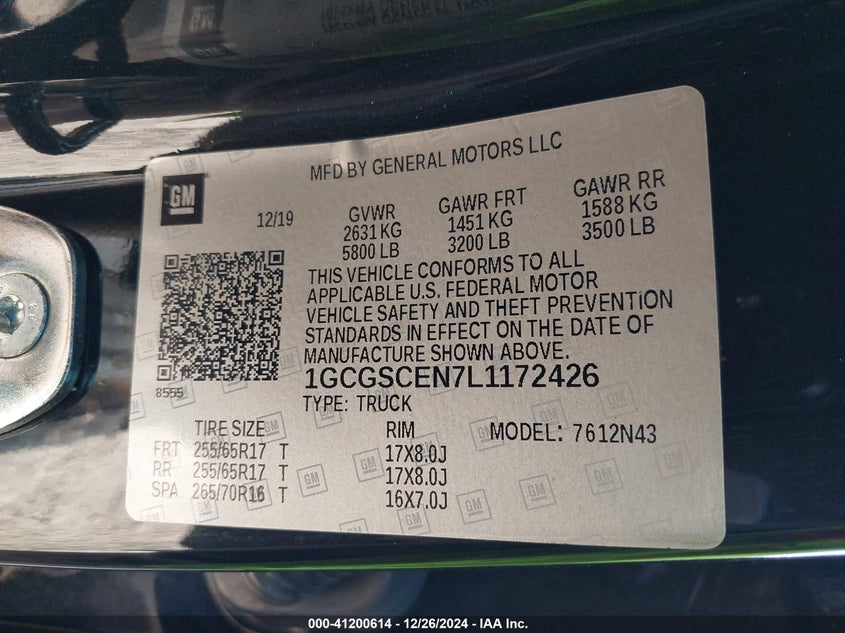 MFD BY GENERAL MOTORS LLC
GM
12/19
GVWR GAWR FRT GAWR RR
2631 KG 1451 KG 1588 KG
5800 LB 3200 LB 3500 LB
THIS VEHICLE CONFORMS TO ALL
APPLICABLE U.S. FEDERAL MOTOR
VEHICLE SAFETY AND THEFT PREVENTION
STANDARDS IN EFFECT ON THE DATE OF
MANUFACTURE SHOWN ABOVE.
8555
1GCGSCEN7L1172426
TYPE: TRUCK
TIRE SIZE RIM MODEL: 7612N43
FRT 255/65R17 T 17X8.0J
RR 255/65R17 T 17X8.0J
SPA 265/70R16 T 16X7.0J
000-41200614 - 12/26/2024 - IAA Inc.